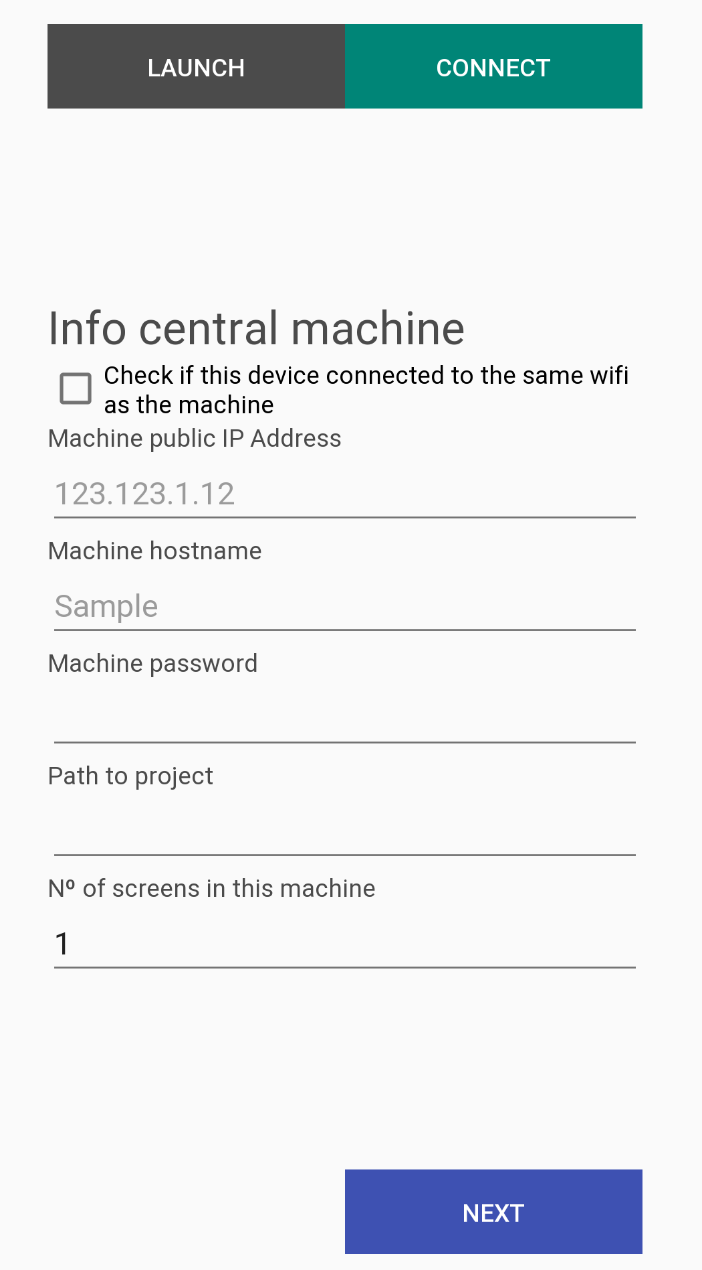 LAUNCH
CONNECT
Info central machine
Check if this device connected to the same wifi
as the machine
Machine public IP Address
123.123.1.12
Machine hostname
Sample
Machine password
Path to project
Nº of screens in this machine
1
NEXT